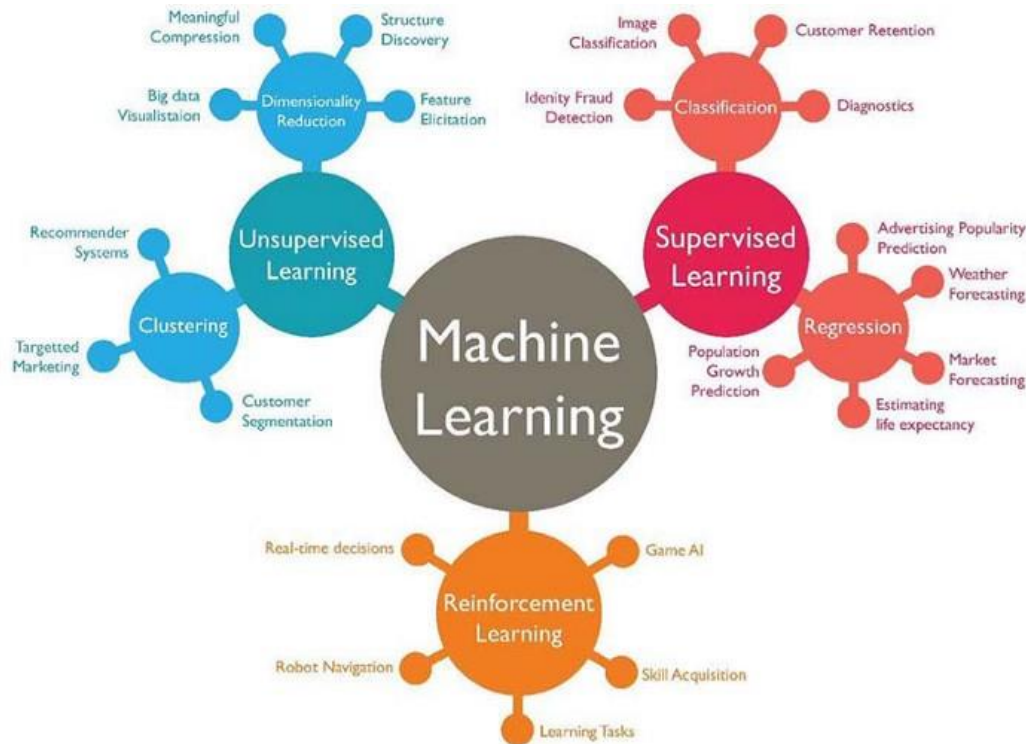 Meaningful
Compression
Structure
Discovery
Big data
Visualistaion
Dimensionality
Reduction
Feature
Elicitation
Image
Classification
Customer Retention
Idenity Fraud
Detection
Classification
Diagnostics
Recommender
Systems
Unsupervised
Learning
Clustering
Targetted
Marketing
Customer
Segmentation
Supervised
Learning
Advertising Popularity
Prediction
Weather
Forecasting
Regression
Population
Growth
Prediction
Market
Forecasting
Estimating
life expectancy
Machine
Learning
Real-time decisions
Game AI
Reinforcement
Learning
Robot Navigation
Skill Acquisition
Learning Tasks